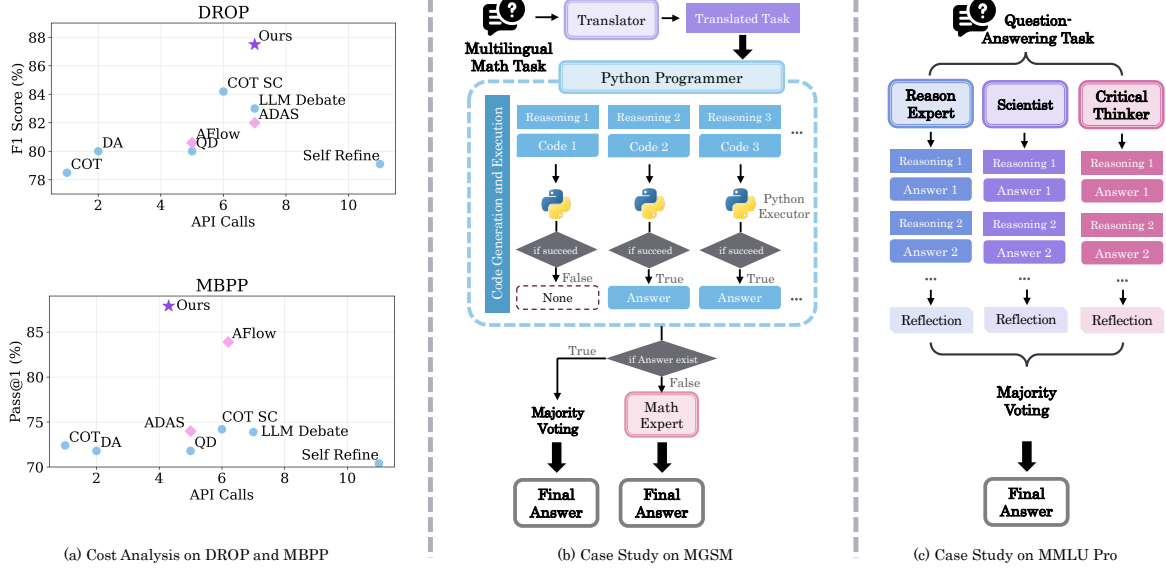 DROP
88
86
84
82
80
78
F1 Score (%)
Ours
COT SC
LLM Debate
ADAS
AFlow
QD
DA
COT
Self Refine
2 4 6 8 10
API Calls
MBPP
85
80
75
70
Pass@1 (%)
Ours
AFlow
ADAS
COT SC
COT
DA
QD
LLM Debate
Self Refine
2 4 6 8 10
API Calls
(a) Cost Analysis on DROP and MBPP
Multilingual
Math Task
Translator
Translated Task
Python Programmer
Code Generation and Execution
Reasoning 1 Reasoning 2 Reasoning 3
...
Code 1 Code 2 Code 3
Python
Executor
if succeed if succeed if succeed
False True True
None Answer Answer ...
True
if Answer exist
False
Majority
Voting
Math
Expert
Final
Answer
Final
Answer
(b) Case Study on MGSM
Question-
Answering Task
Reason
Expert
Scientist
Critical
Thinker
Reasoning 1 Reasoning 1 Reasoning 1
Answer 1 Answer 1 Answer 1
Reasoning 2 Reasoning 2 Reasoning 2
Answer 2 Answer 2 Answer 2
... ... ...
Reflection Reflection Reflection
Majority
Voting
Final
Answer
(c) Case Study on MMLU Pro